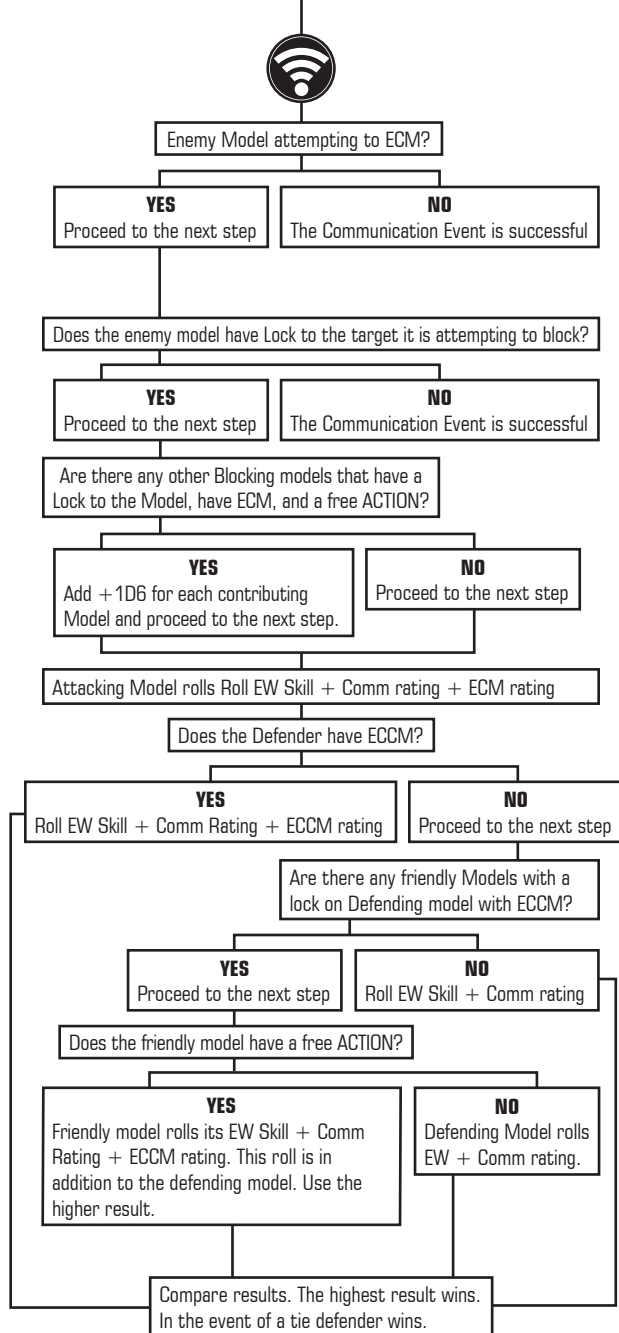 Enemy Model attempting to ECM?
YES
Proceed to the next step
NO
The Communication Event is successful
Does the enemy model have Lock to the target it is attempting to block?
YES
Proceed to the next step
NO
The Communication Event is successful
Are there any other Blocking models that have a
Lock to the Model, have ECM, and a free ACTION?
YES
Add +1D6 for each contributing
Model and proceed to the next step.
NO
Proceed to the next step
Attacking Model rolls Roll EW Skill + Comm rating + ECM rating
Does the Defender have ECCM?
YES
Roll EW Skill + Comm Rating + ECCM rating
NO
Proceed to the next step
Are there any friendly Models with a
lock on Defending model with ECCM?
YES
Proceed to the next step
NO
Roll EW Skill + Comm rating
Does the friendly model have a free ACTION?
YES
Friendly model rolls its EW Skill + Comm
Rating + ECCM rating. This roll is in
addition to the defending model. Use the
higher result.
NO
Defending Model rolls
EW + Comm rating.
Compare results. The highest result wins.
In the event of a tie defender wins.